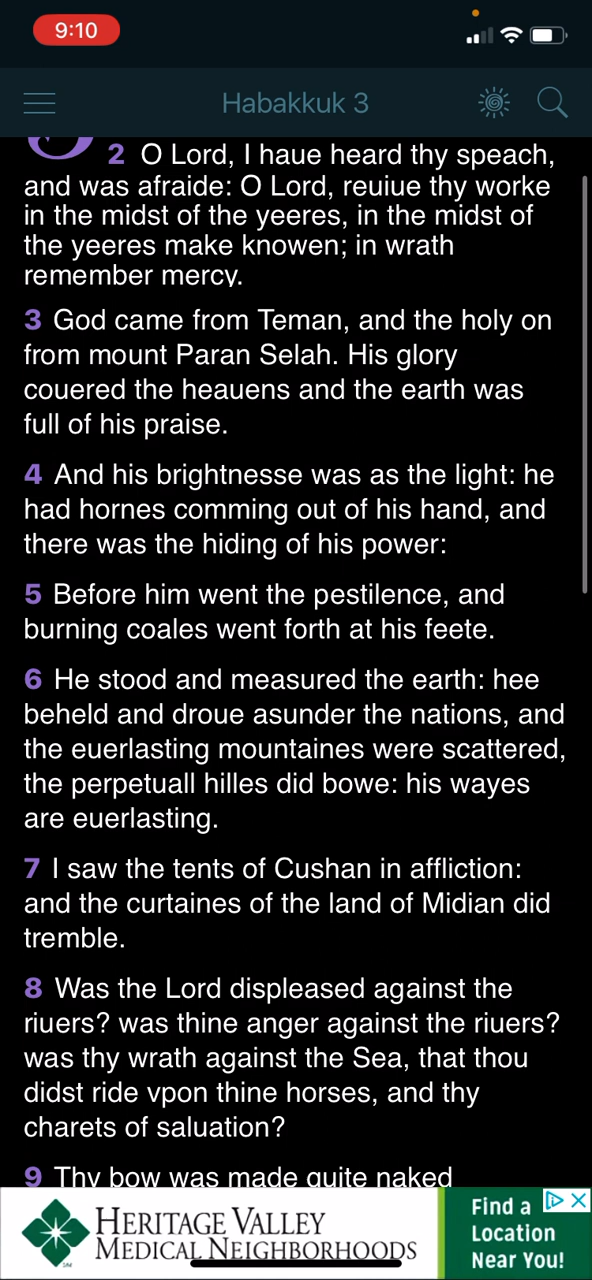 9:10
Habakkuk 3
2 O Lord, I haue heard thy speach,
and was afraide: O Lord, reuiue thy worke
in the midst of the yeeres, in the midst of
the yeeres make knowen; in wrath
remember mercy.
3 God came from Teman, and the holy on
from mount Paran Selah. His glory
couered the heauens and the earth was
full of his praise.
4 And his brightnesse was as the light: he
had hornes comming out of his hand, and
there was the hiding of his power:
5 Before him went the pestilence, and
burning coales went forth at his feete.
6 He stood and measured the earth: hee
beheld and droue asunder the nations, and
the euerlasting mountaines were scattered,
the perpetuall hilles did bowe: his wayes
are euerlasting.
7 I saw the tents of Cushan in affliction:
and the curtaines of the land of Midian did
tremble.
8 Was the Lord displeased against the
riuers? was thine anger against the riuers?
was thy wrath against the Sea, that thou
didst ride vpon thine horses, and thy
charets of saluation?
9 Thy bow was made quite naked
HERITAGE VALLEY
MEDICAL NEIGHBORHOODS
Find a
Location
Near You!